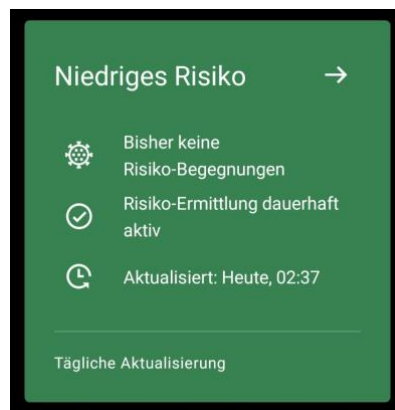 Niedriges Risiko
Bisher keine
Risiko-Begegnungen
Risiko-Ermittlung dauerhaft
aktiv
Aktualisiert: Heute, 02:37
Tägliche Aktualisierung